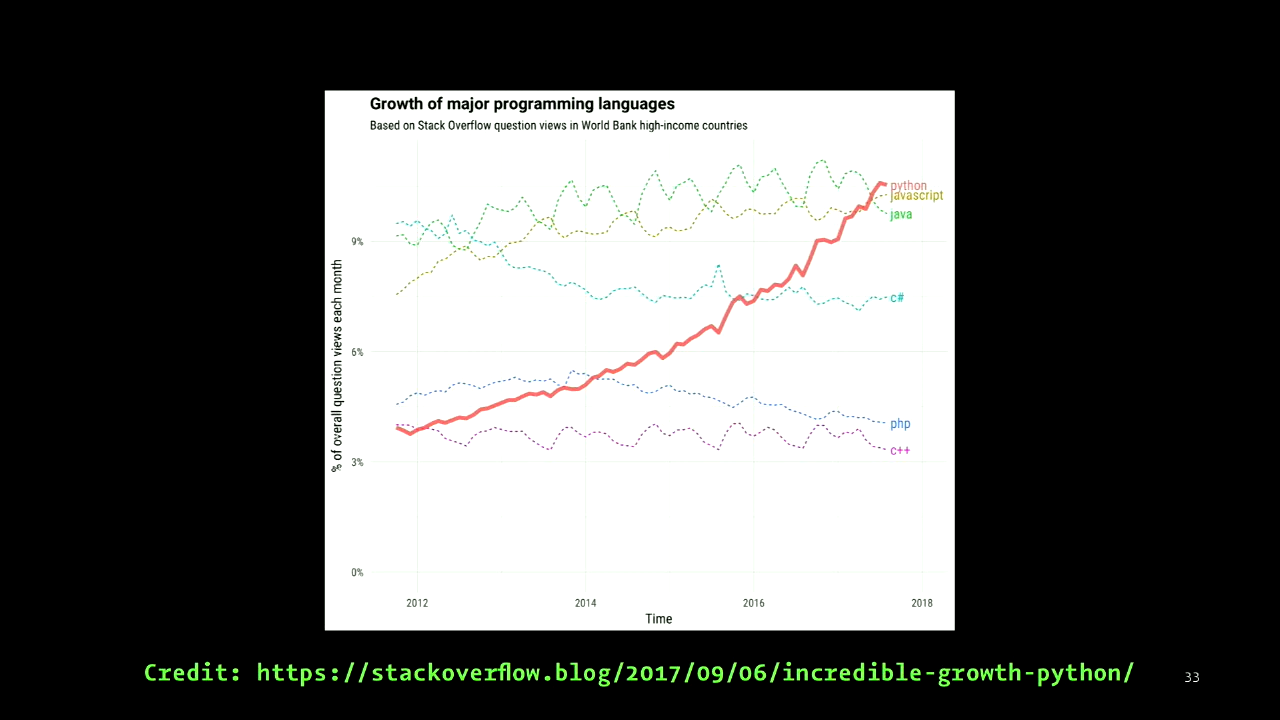 Growth of major programming languages
Based on Stack Overflow question views in World Bank high-income countries
% of overall question views each month
9%
6%
3%
0%
python
javascript
java
c#
php
c++
2012 2014 2016 2018
Time
Credit: https://stackoverflow.blog/2017/09/06/incredible-growth-python/
33